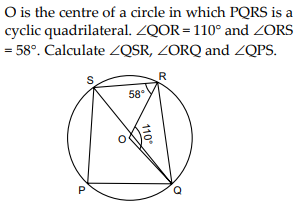 O is the centre of a circle in which PQRS is a
cyclic quadrilateral. ∠QOR = 110° and ∠ORS
= 58°. Calculate ∠QSR, ∠ORQ and ∠QPS.
S
R
58°
O
110°
P
Q